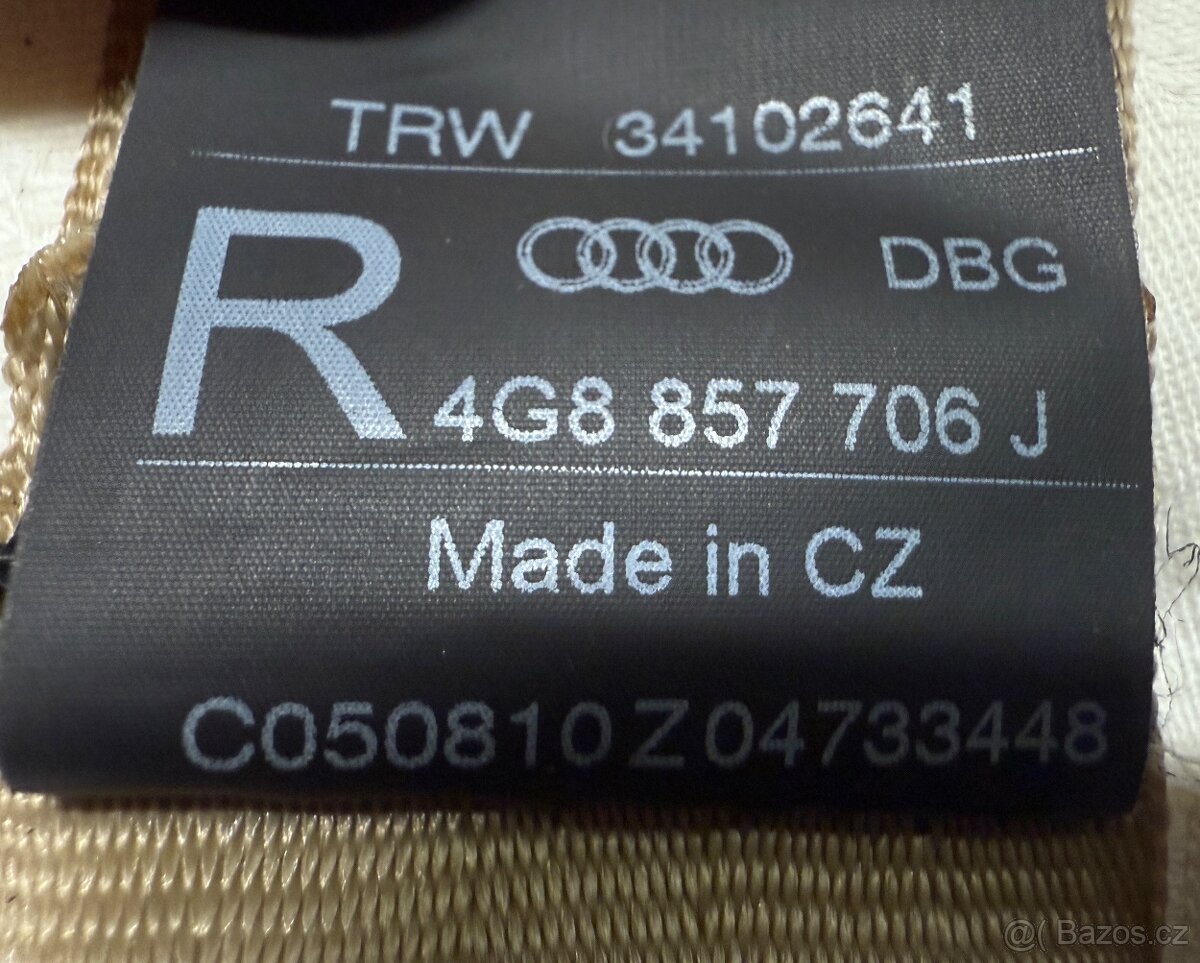 TRW 34102641
R DBG
4G8 857 706 J
Made in CZ
C050810Z04733448
@( Bazos.cz